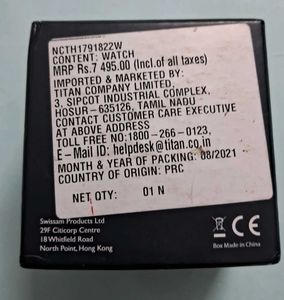 NCTH1791822W
CONTENT: WATCH
MRP Rs.7 495.00 (Incl.of all taxes)
IMPORTED & MARKETED BY:
TITAN COMPANY LIMITED
3, SIPCOT INDUSTRIAL COMPLEX,
HOSUR - 635126, TAMIL NADU
CONTACT CUSTOMER CARE EXECUTIVE
AT ABOVE ADDRESS
TOLL FREE NO:1800-266-0123,
E-Mail ID: helpdesk@titan.co.in
MONTH & YEAR OF PACKING: 08/2021
COUNTRY OF ORIGIN: PRC
NET QTY: 01 N
Swissam Products Ltd
29F Citicorp Centre
18 Whitfield Road
North Point, Hong Kong
CE
Box Made in China